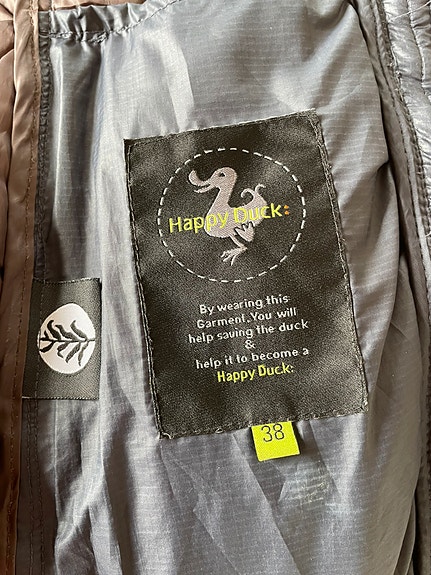 Happy Duck:
By wearing this
Garment.You will
help saving the duck
&
help it to become a
Happy Duck:
38